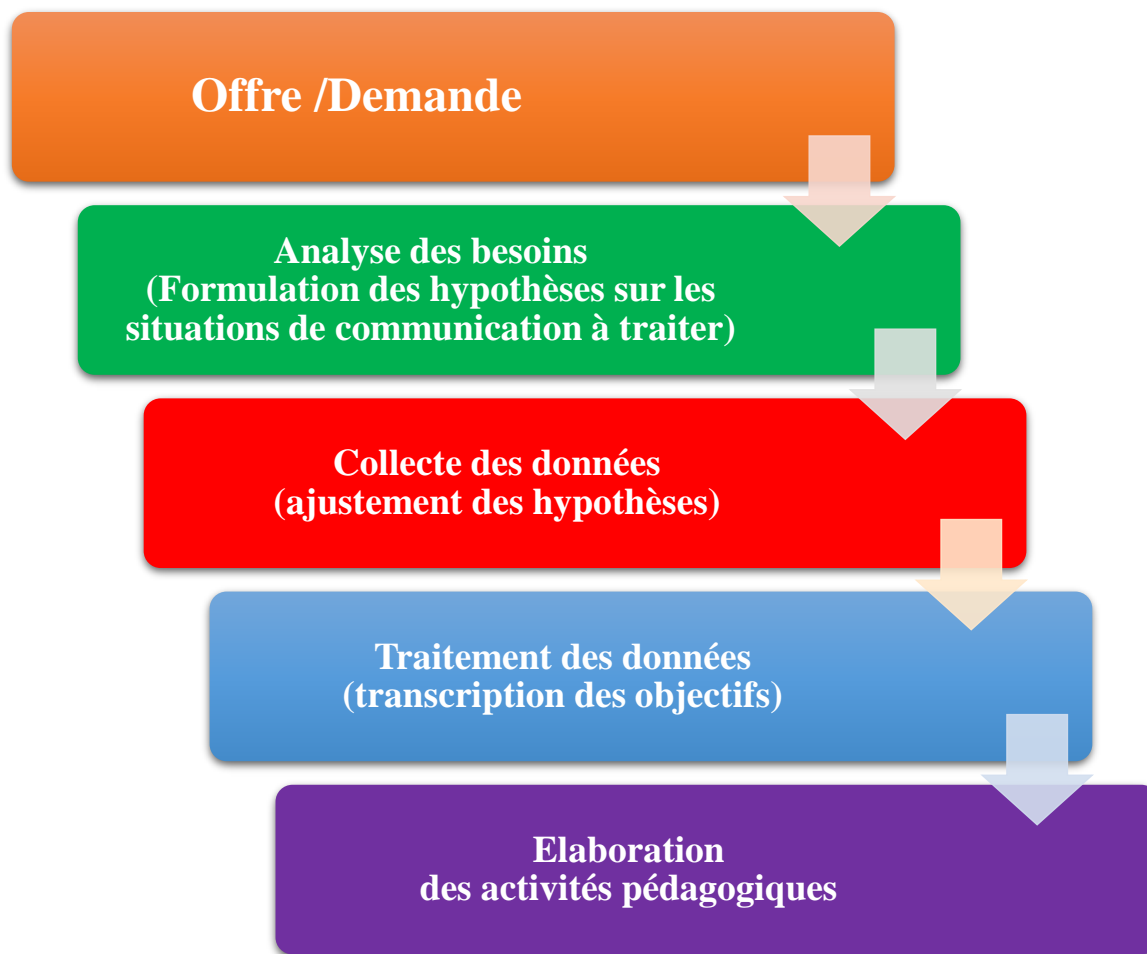 Offre /Demande
Analyse des besoins
(Formulation des hypothèses sur les
situations de communication à traiter)
Collecte des données
(ajustement des hypothèses)
Traitement des données
(transcription des objectifs)
Elaboration
des activités pédagogiques